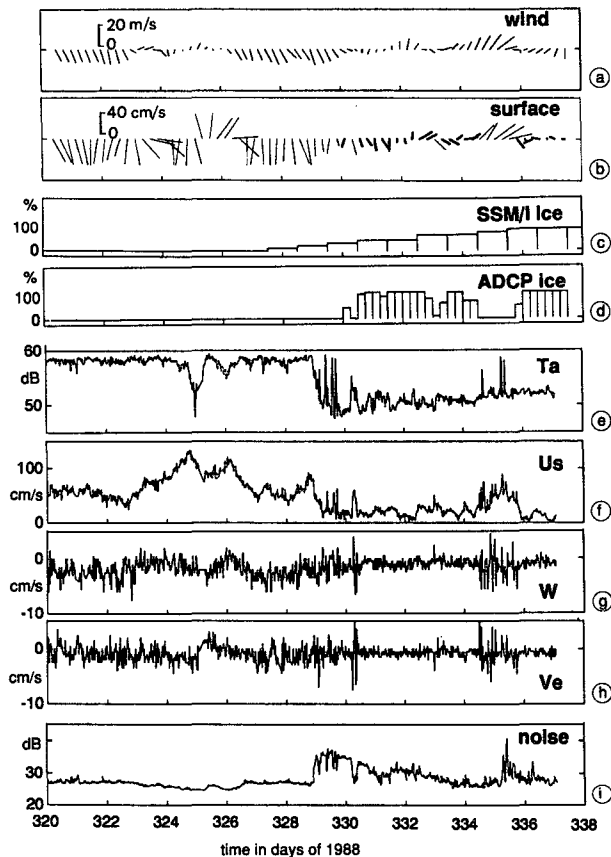 20 m/s
0
wind
a
40 cm/s
0
surface
b
%
100
0
SSM/I ice
c
%
100
0
ADCP ice
d
60
dB
50
Ta
e
100
cm/s
0
Us
f
0
cm/s
-10
W
g
0
cm/s
-10
Ve
h
dB
30
20
noise
i
320 322 324 326 328 330 332 334 336 338
time in days of 1988